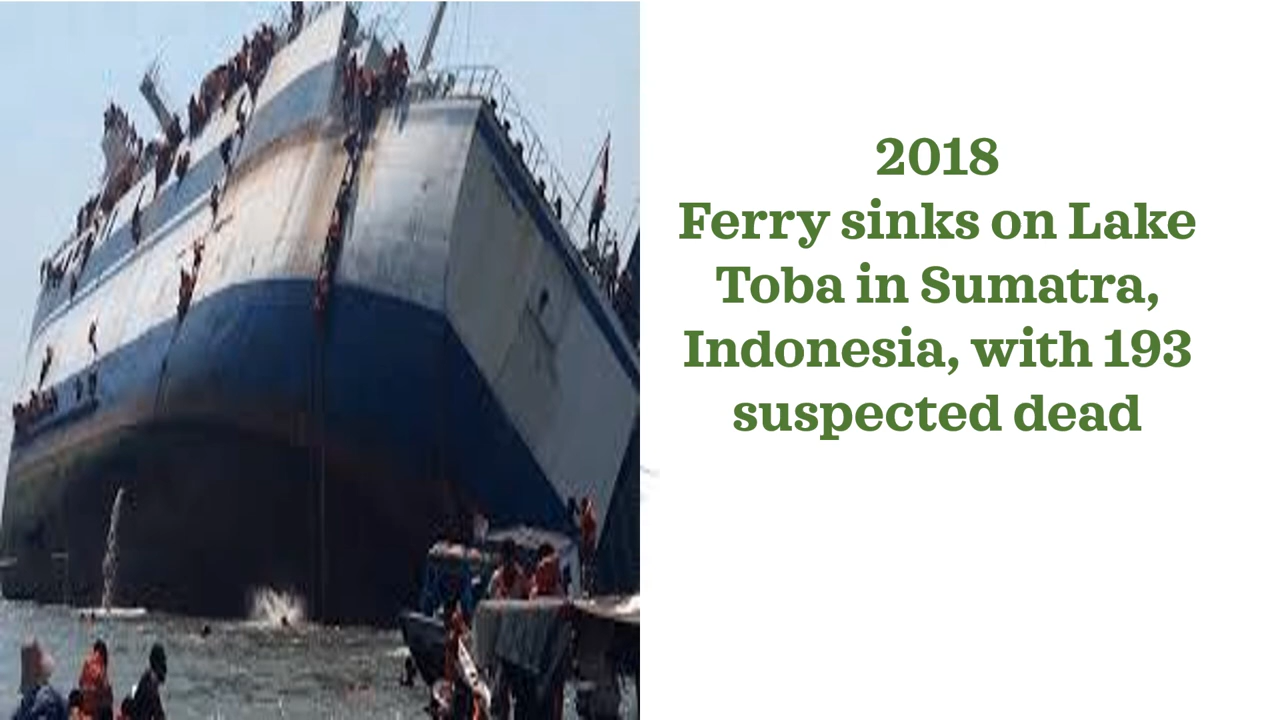 2018
Ferry sinks on Lake
Toba in Sumatra,
Indonesia, with 193
suspected dead